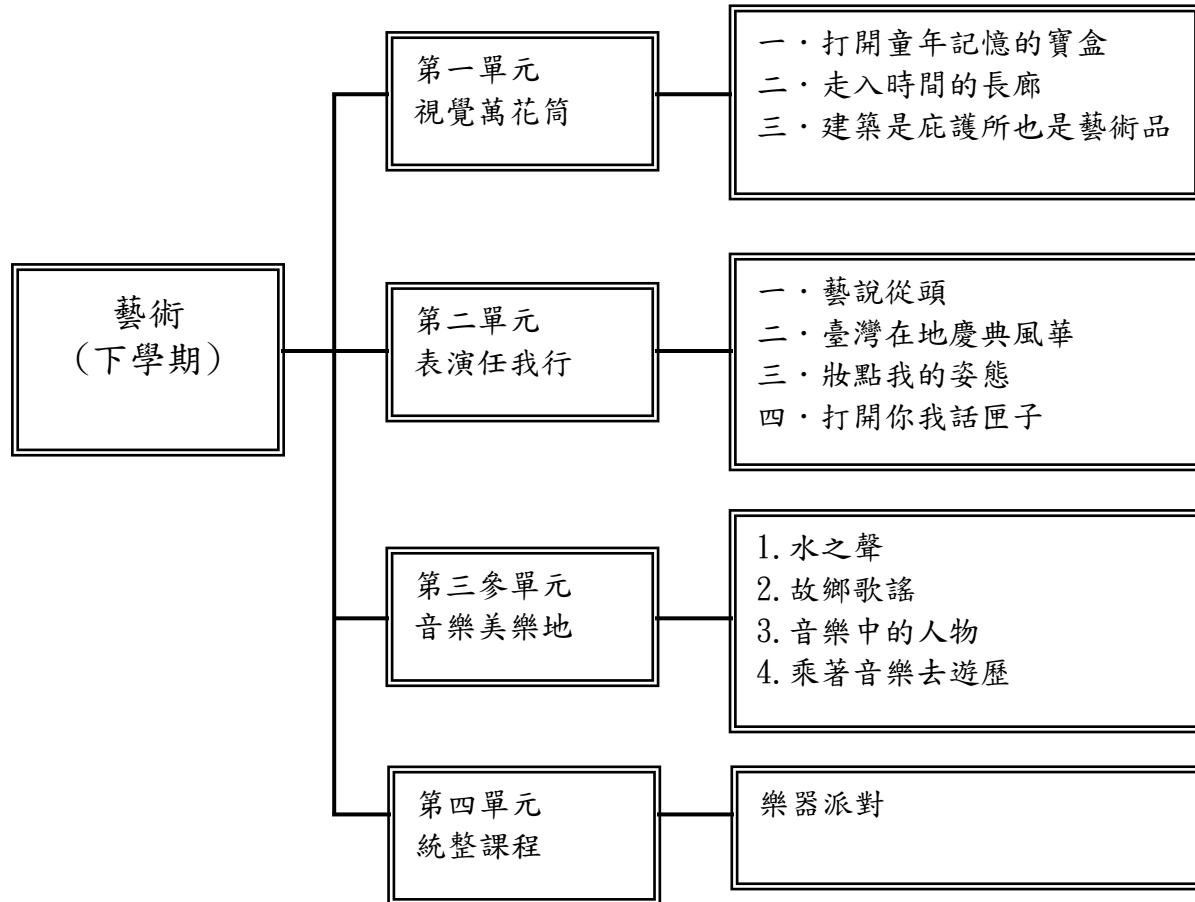 藝術
(下學期)
第一單元
視覺萬花筒
一．打開童年記憶的寶盒
二．走入時間的長廊
三．建築是庇護所也是藝術品
第二單元
表演任我行
一．藝說從頭
二．臺灣在地慶典風華
三．妝點我的姿態
四．打開你我話匣子
第三參單元
音樂美樂地
1.水之聲
2.故鄉歌謠
3.音樂中的人物
4.乘著音樂去遊歷
第四單元
統整課程
樂器派對